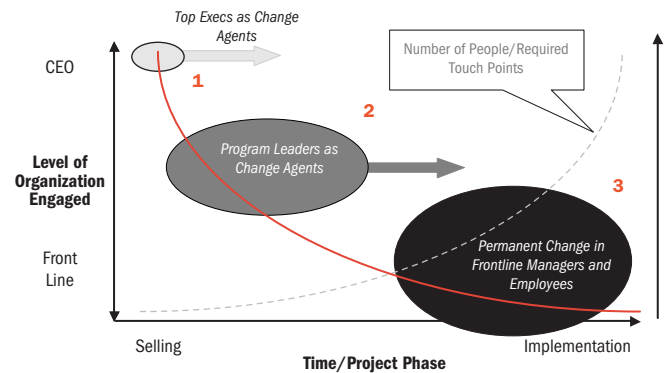 Top Execs as Change
Agents
CEO
1
Number of People/Required
Touch Points
2
Program Leaders as
Change Agents
Level of
Organization
Engaged
3
Front
Line
Permanent Change in
Frontline Managers and
Employees
Selling
Implementation
Time/Project Phase